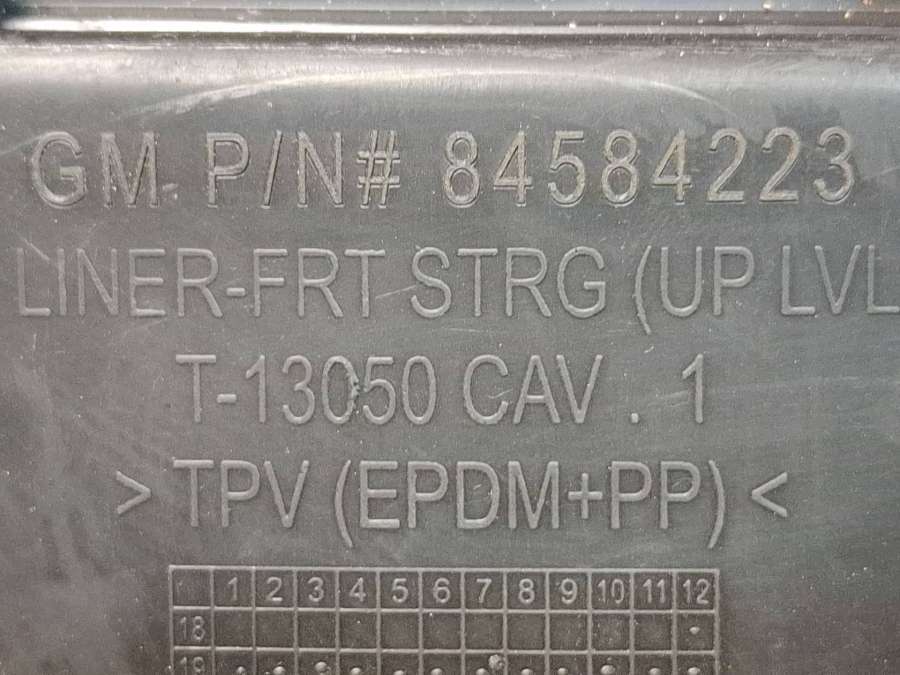 GM P/N# 84584223
LINER-FRT STRG (UP LVL
T-13050 CAV . 1
> TPV (EPDM+PP) <
1 2 3 4 5 6 7 8 9 10 11 12
18
19